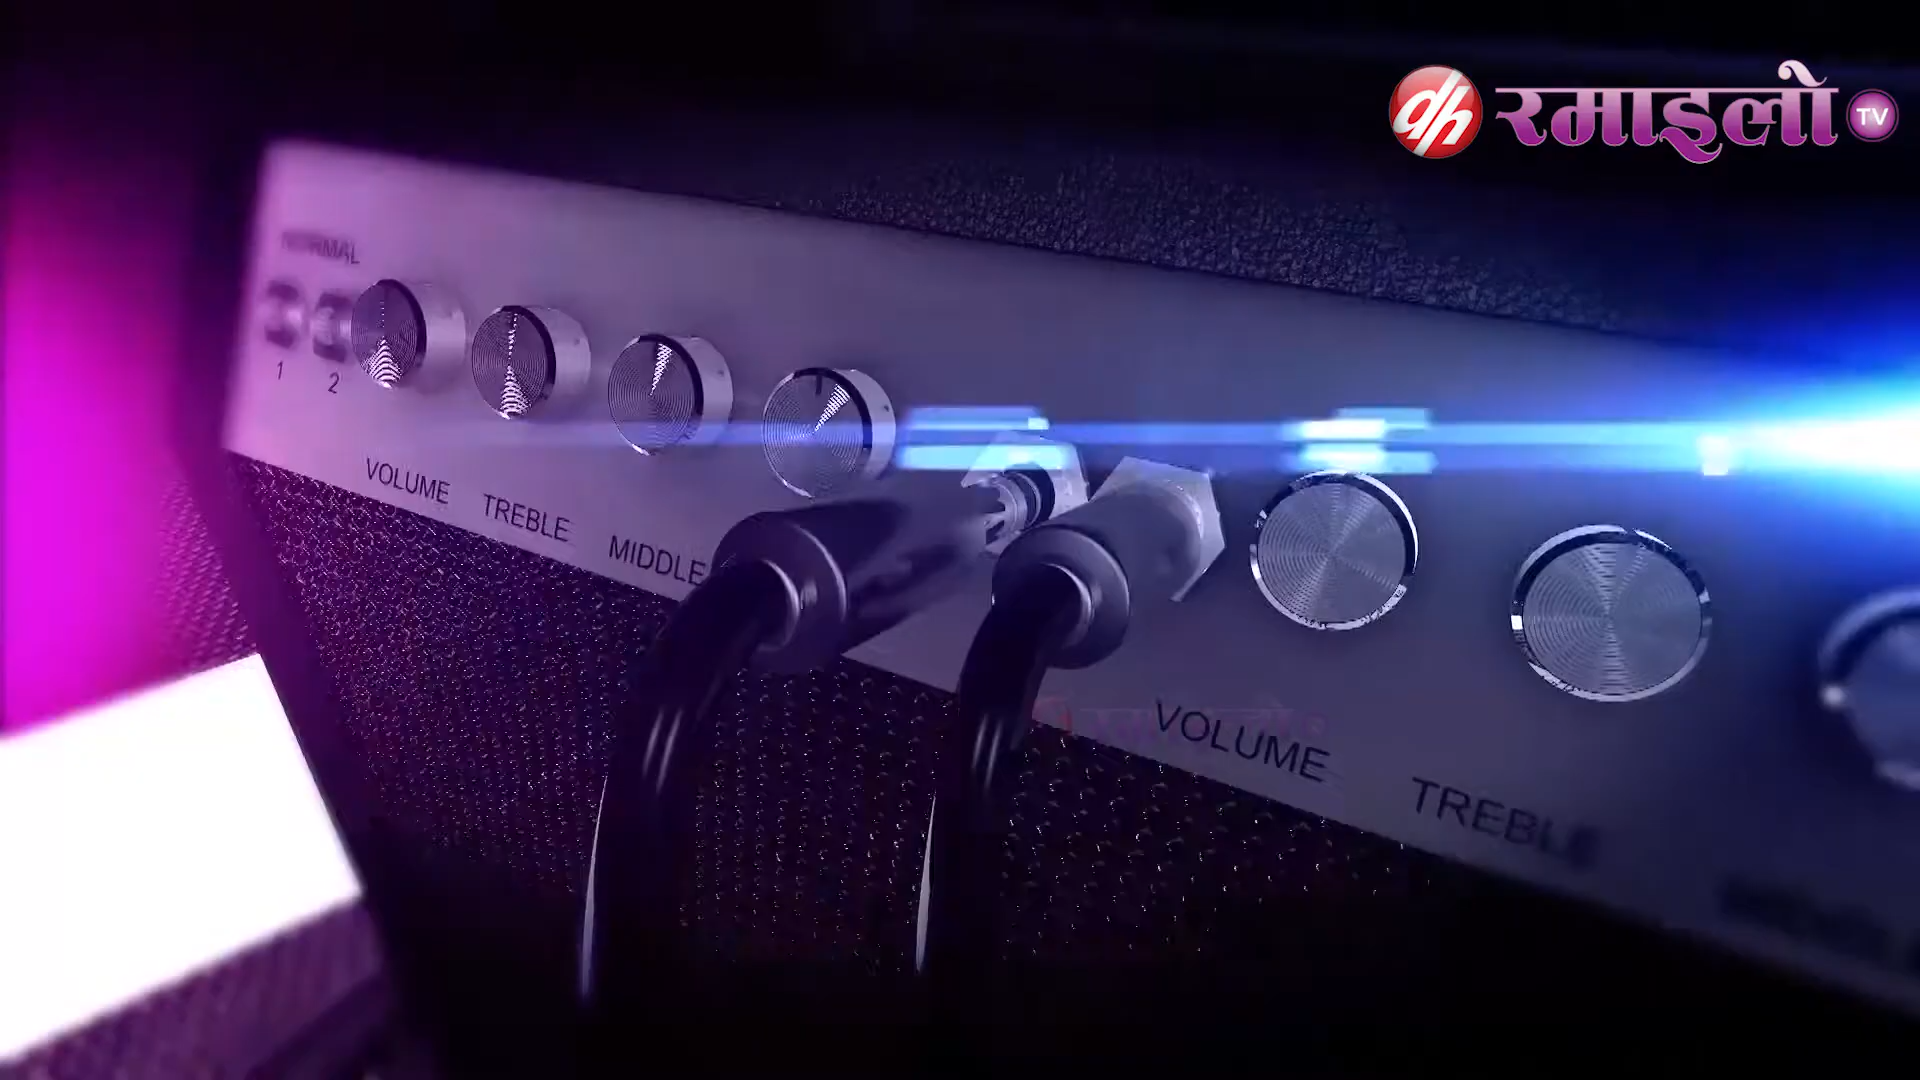 dh रमाइलो TV
NORMAL
1
2
VOLUME
TREBLE
MIDDLE
VOLUME
TREBLE